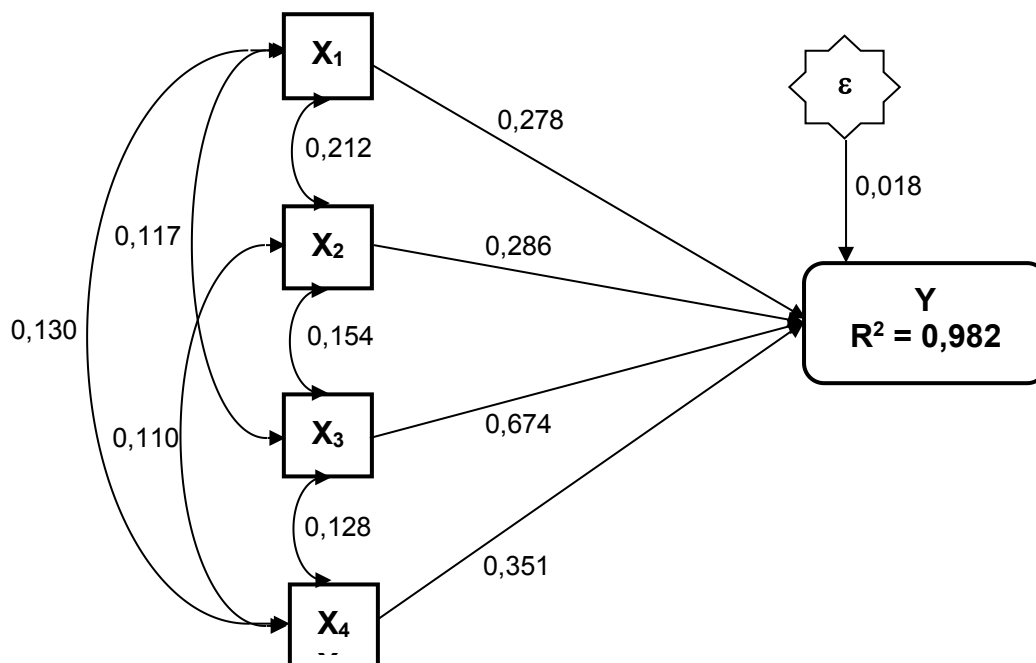 X₁
ε
0,278
0,212
0,018
0,117
X₂
0,286
Y
R² = 0,982
0,130
0,154
0,110
X₃
0,674
0,128
0,351
X₄